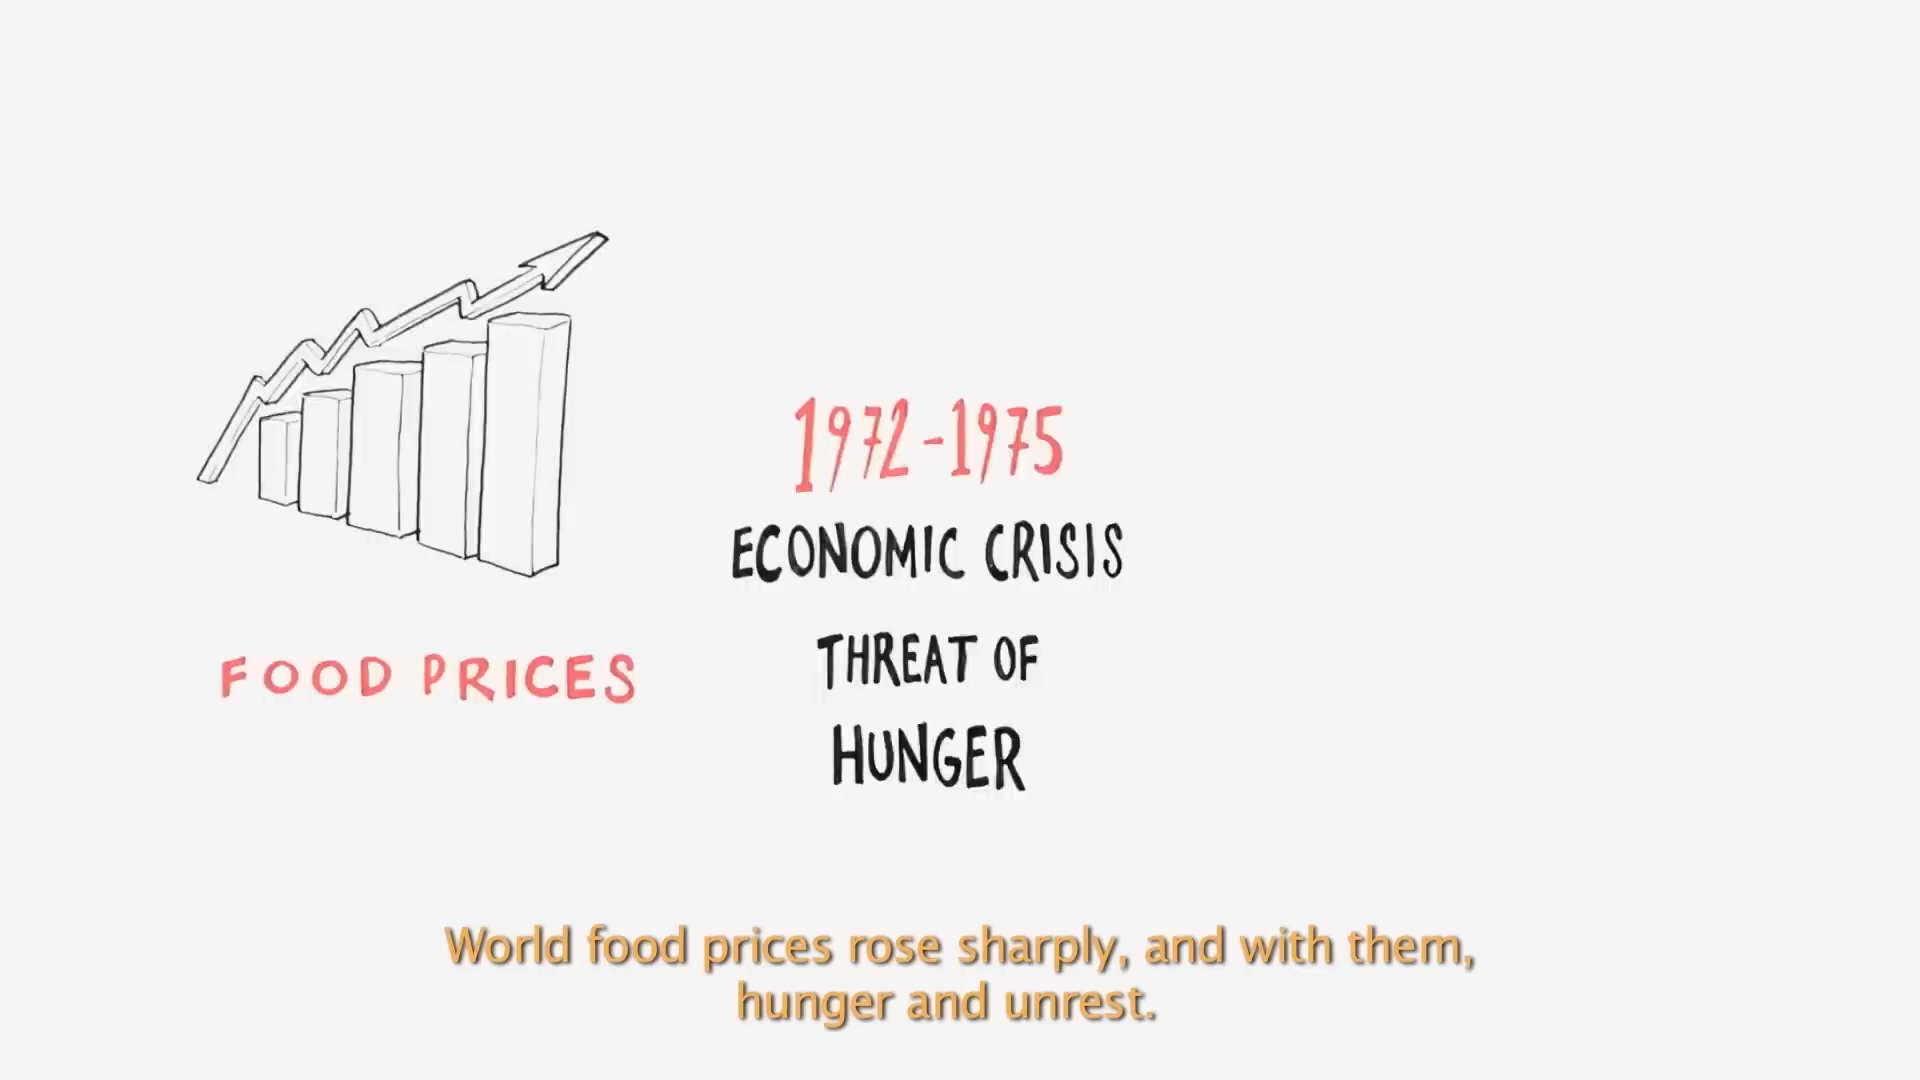 FOOD PRICES
1972-1975
ECONOMIC CRISIS
THREAT OF
HUNGER
World food prices rose sharply, and with them,
hunger and unrest.